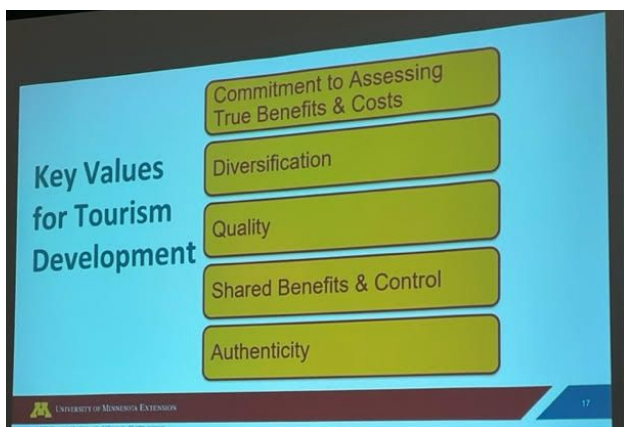 Key Values
for Tourism
Development
Commitment to Assessing
True Benefits & Costs
Diversification
Quality
Shared Benefits & Control
Authenticity
UNIVERSITY OF MINNESOTA EXTENSION
17